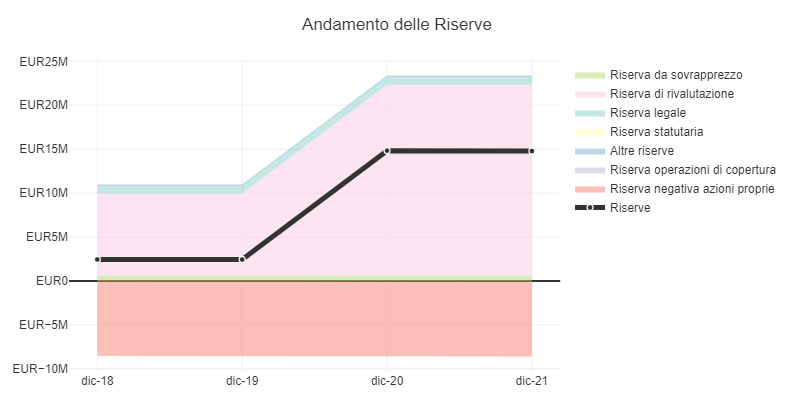 Andamento delle Riserve
EUR25M
EUR20M
EUR15M
EUR10M
EUR5M
EUR0
EUR−5M
EUR−10M
dic-18
dic-19
dic-20
dic-21
Riserva da sovrapprezzo
Riserva di rivalutazione
Riserva legale
Riserva statutaria
Altre riserve
Riserva operazioni di copertura
Riserva negativa azioni proprie
Riserve